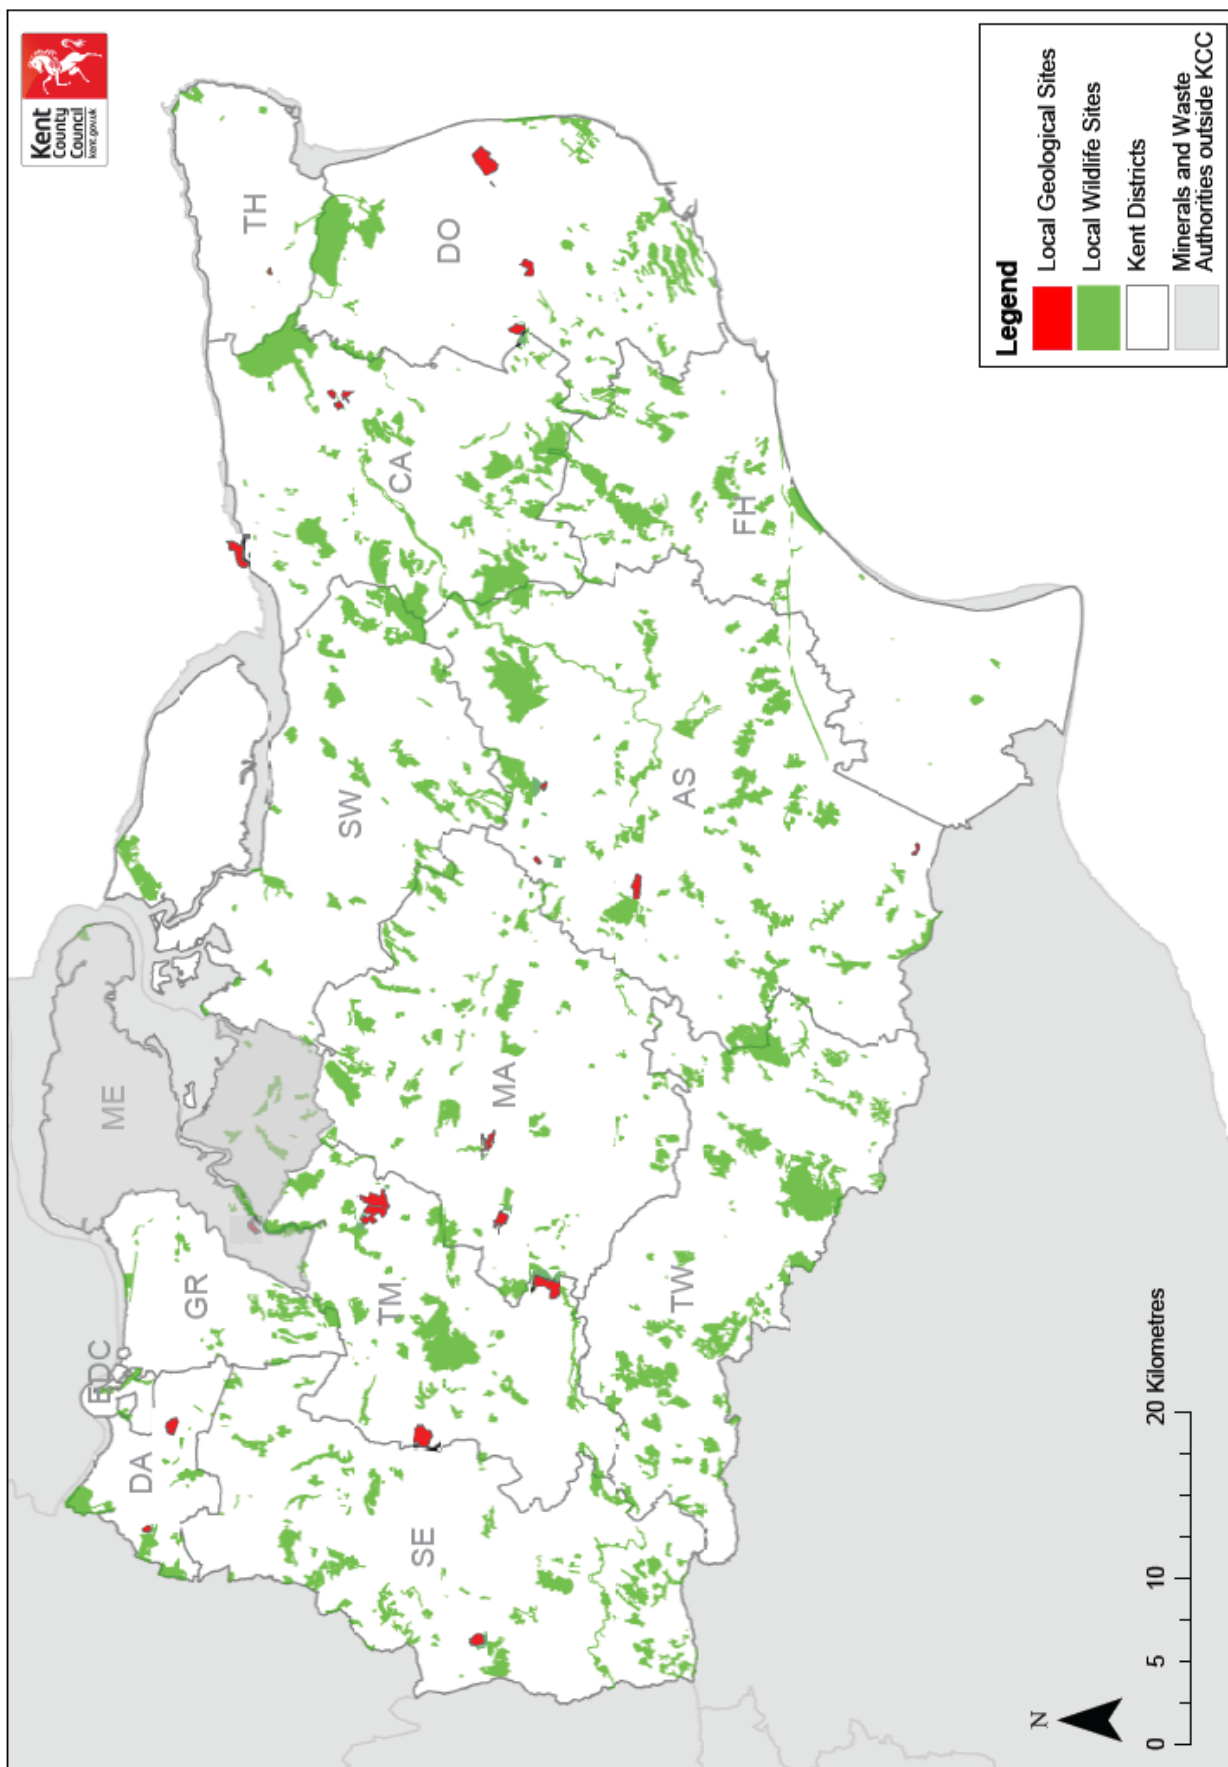 Kent
County
Council
kent.gov.uk
TH
DO
CA
FH
SW
AS
ME
MA
GR
TM
TW
EDC
DA
SE
Legend
Local Geological Sites
Local Wildlife Sites
Kent Districts
Minerals and Waste
Authorities outside KCC
N
0 5 10 20 Kilometres